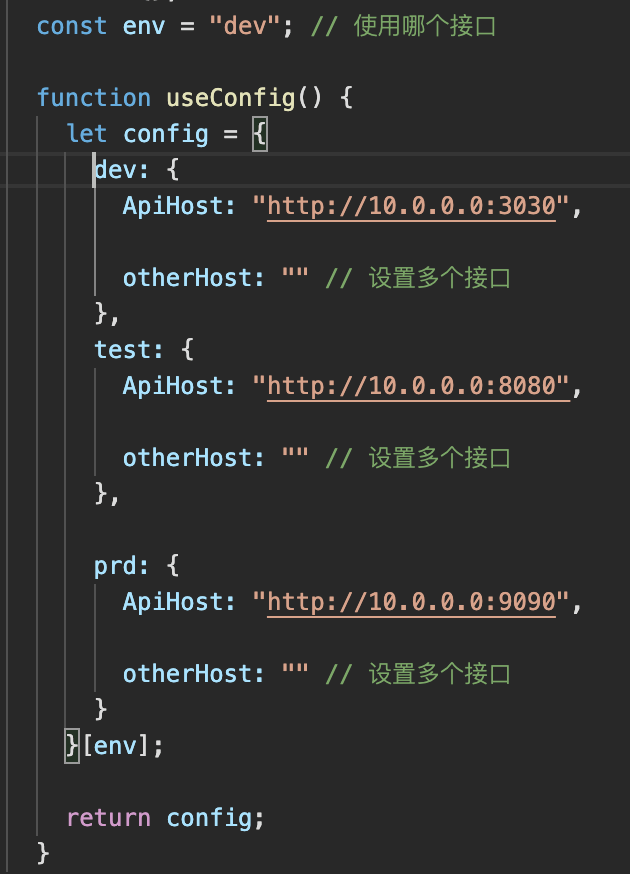 const env = "dev"; // 使用哪个接口
function useConfig() {
let config = {
dev: {
ApiHost: "http://10.0.0.0:3030",
otherHost: "" // 设置多个接口
},
test: {
ApiHost: "http://10.0.0.0:8080",
otherHost: "" // 设置多个接口
},
prd: {
ApiHost: "http://10.0.0.0:9090",
otherHost: "" // 设置多个接口
}
}[env];
return config;
}